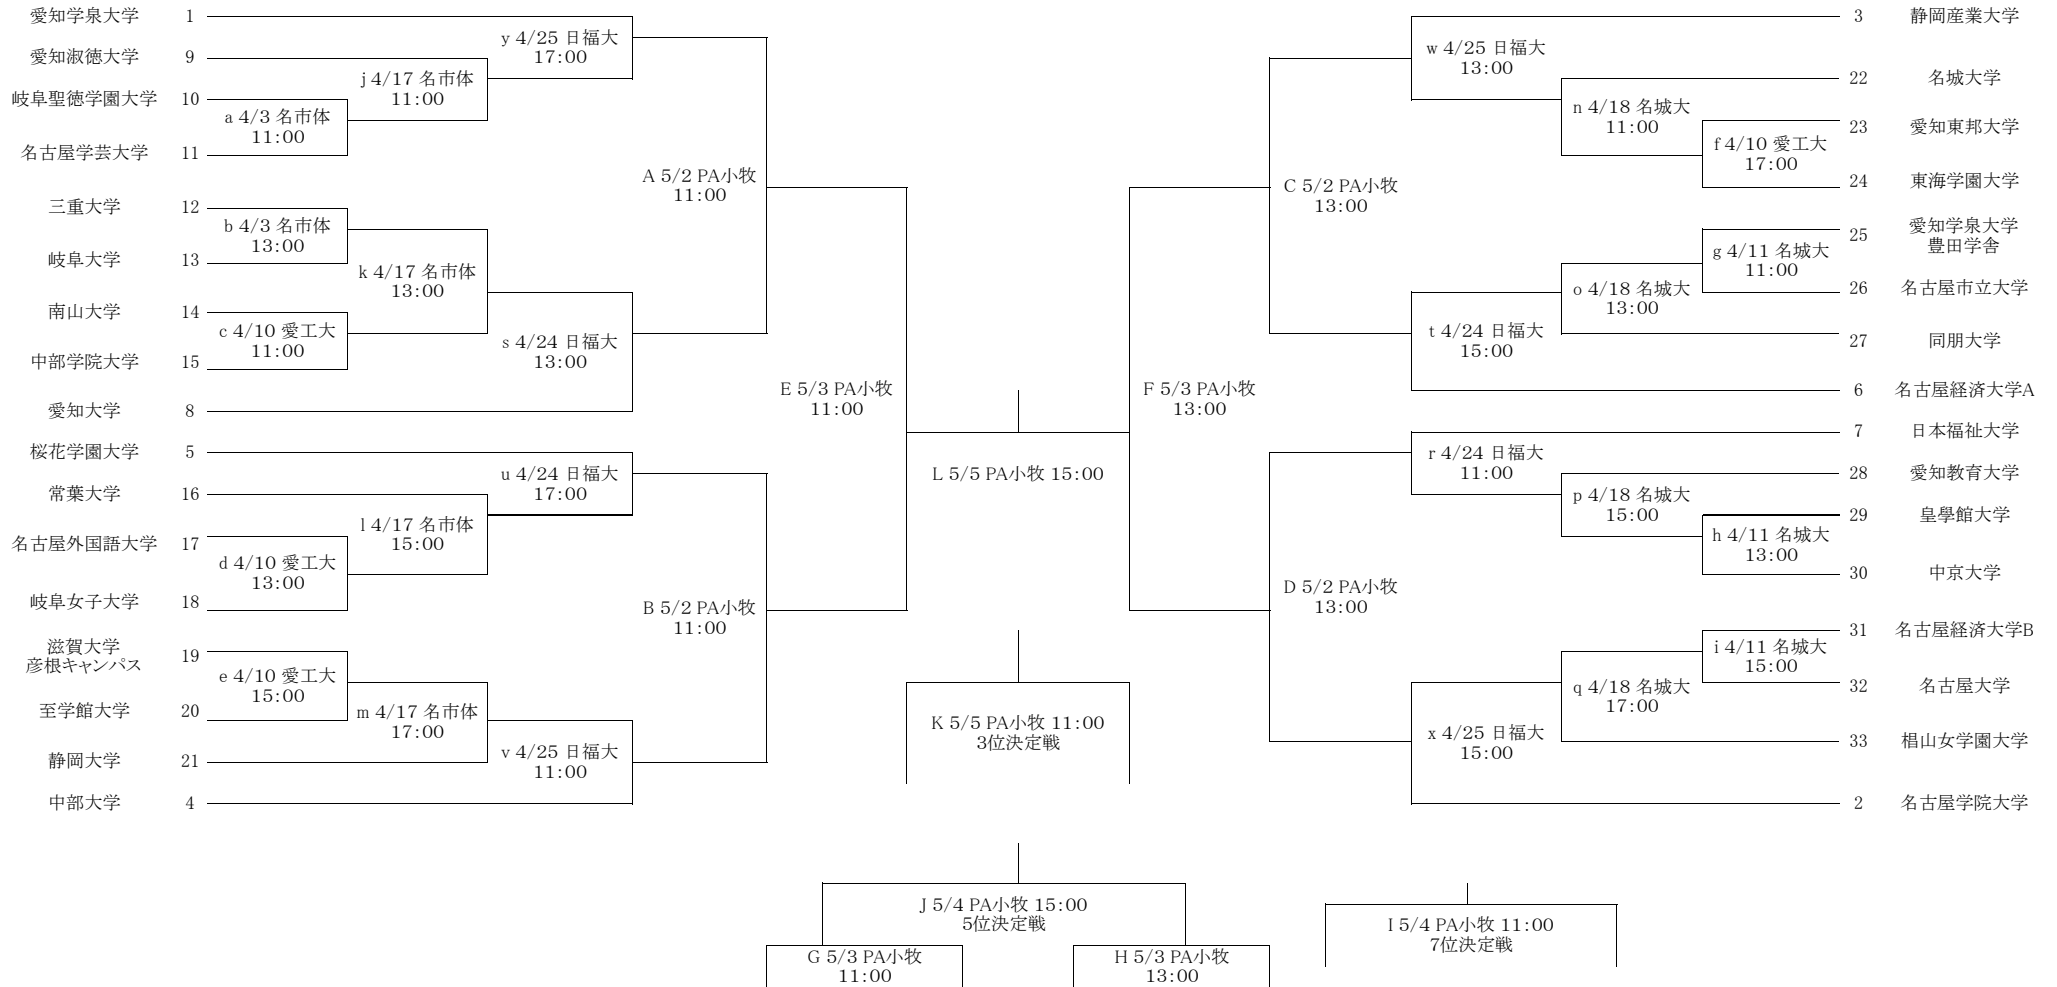 愛知学泉大学 1
愛知淑徳大学 9
岐阜聖徳学園大学 10
名古屋学芸大学 11
三重大学 12
岐阜大学 13
南山大学 14
中部学院大学 15
愛知大学 8
桜花学園大学 5
常葉大学 16
名古屋外国語大学 17
岐阜女子大学 18
滋賀大学
彦根キャンパス 19
至学館大学 20
静岡大学 21
中部大学 4
a 4/3 名市体
11:00
b 4/3 名市体
13:00
c 4/10 愛工大
11:00
d 4/10 愛工大
13:00
e 4/10 愛工大
15:00
j 4/17 名市体
11:00
k 4/17 名市体
13:00
l 4/17 名市体
15:00
m 4/17 名市体
17:00
y 4/25 日福大
17:00
s 4/24 日福大
13:00
u 4/24 日福大
17:00
v 4/25 日福大
11:00
A 5/2 PA小牧
11:00
B 5/2 PA小牧
11:00
E 5/3 PA小牧
11:00
L 5/5 PA小牧 15:00
K 5/5 PA小牧 11:00
3位決定戦
F 5/3 PA小牧
13:00
C 5/2 PA小牧
13:00
D 5/2 PA小牧
13:00
w 4/25 日福大
13:00
t 4/24 日福大
15:00
r 4/24 日福大
11:00
x 4/25 日福大
15:00
n 4/18 名城大
11:00
o 4/18 名城大
13:00
p 4/18 名城大
15:00
q 4/18 名城大
17:00
f 4/10 愛工大
17:00
g 4/11 名城大
11:00
h 4/11 名城大
13:00
i 4/11 名城大
15:00
3 静岡産業大学
22 名城大学
23 愛知東邦大学
24 東海学園大学
25 愛知学泉大学
豊田学舎
26 名古屋市立大学
27 同朋大学
6 名古屋経済大学A
7 日本福祉大学
28 愛知教育大学
29 皇學館大学
30 中京大学
31 名古屋経済大学B
32 名古屋大学
33 椙山女学園大学
2 名古屋学院大学
J 5/4 PA小牧 15:00
5位決定戦
G 5/3 PA小牧
11:00
H 5/3 PA小牧
13:00
I 5/4 PA小牧 11:00
7位決定戦